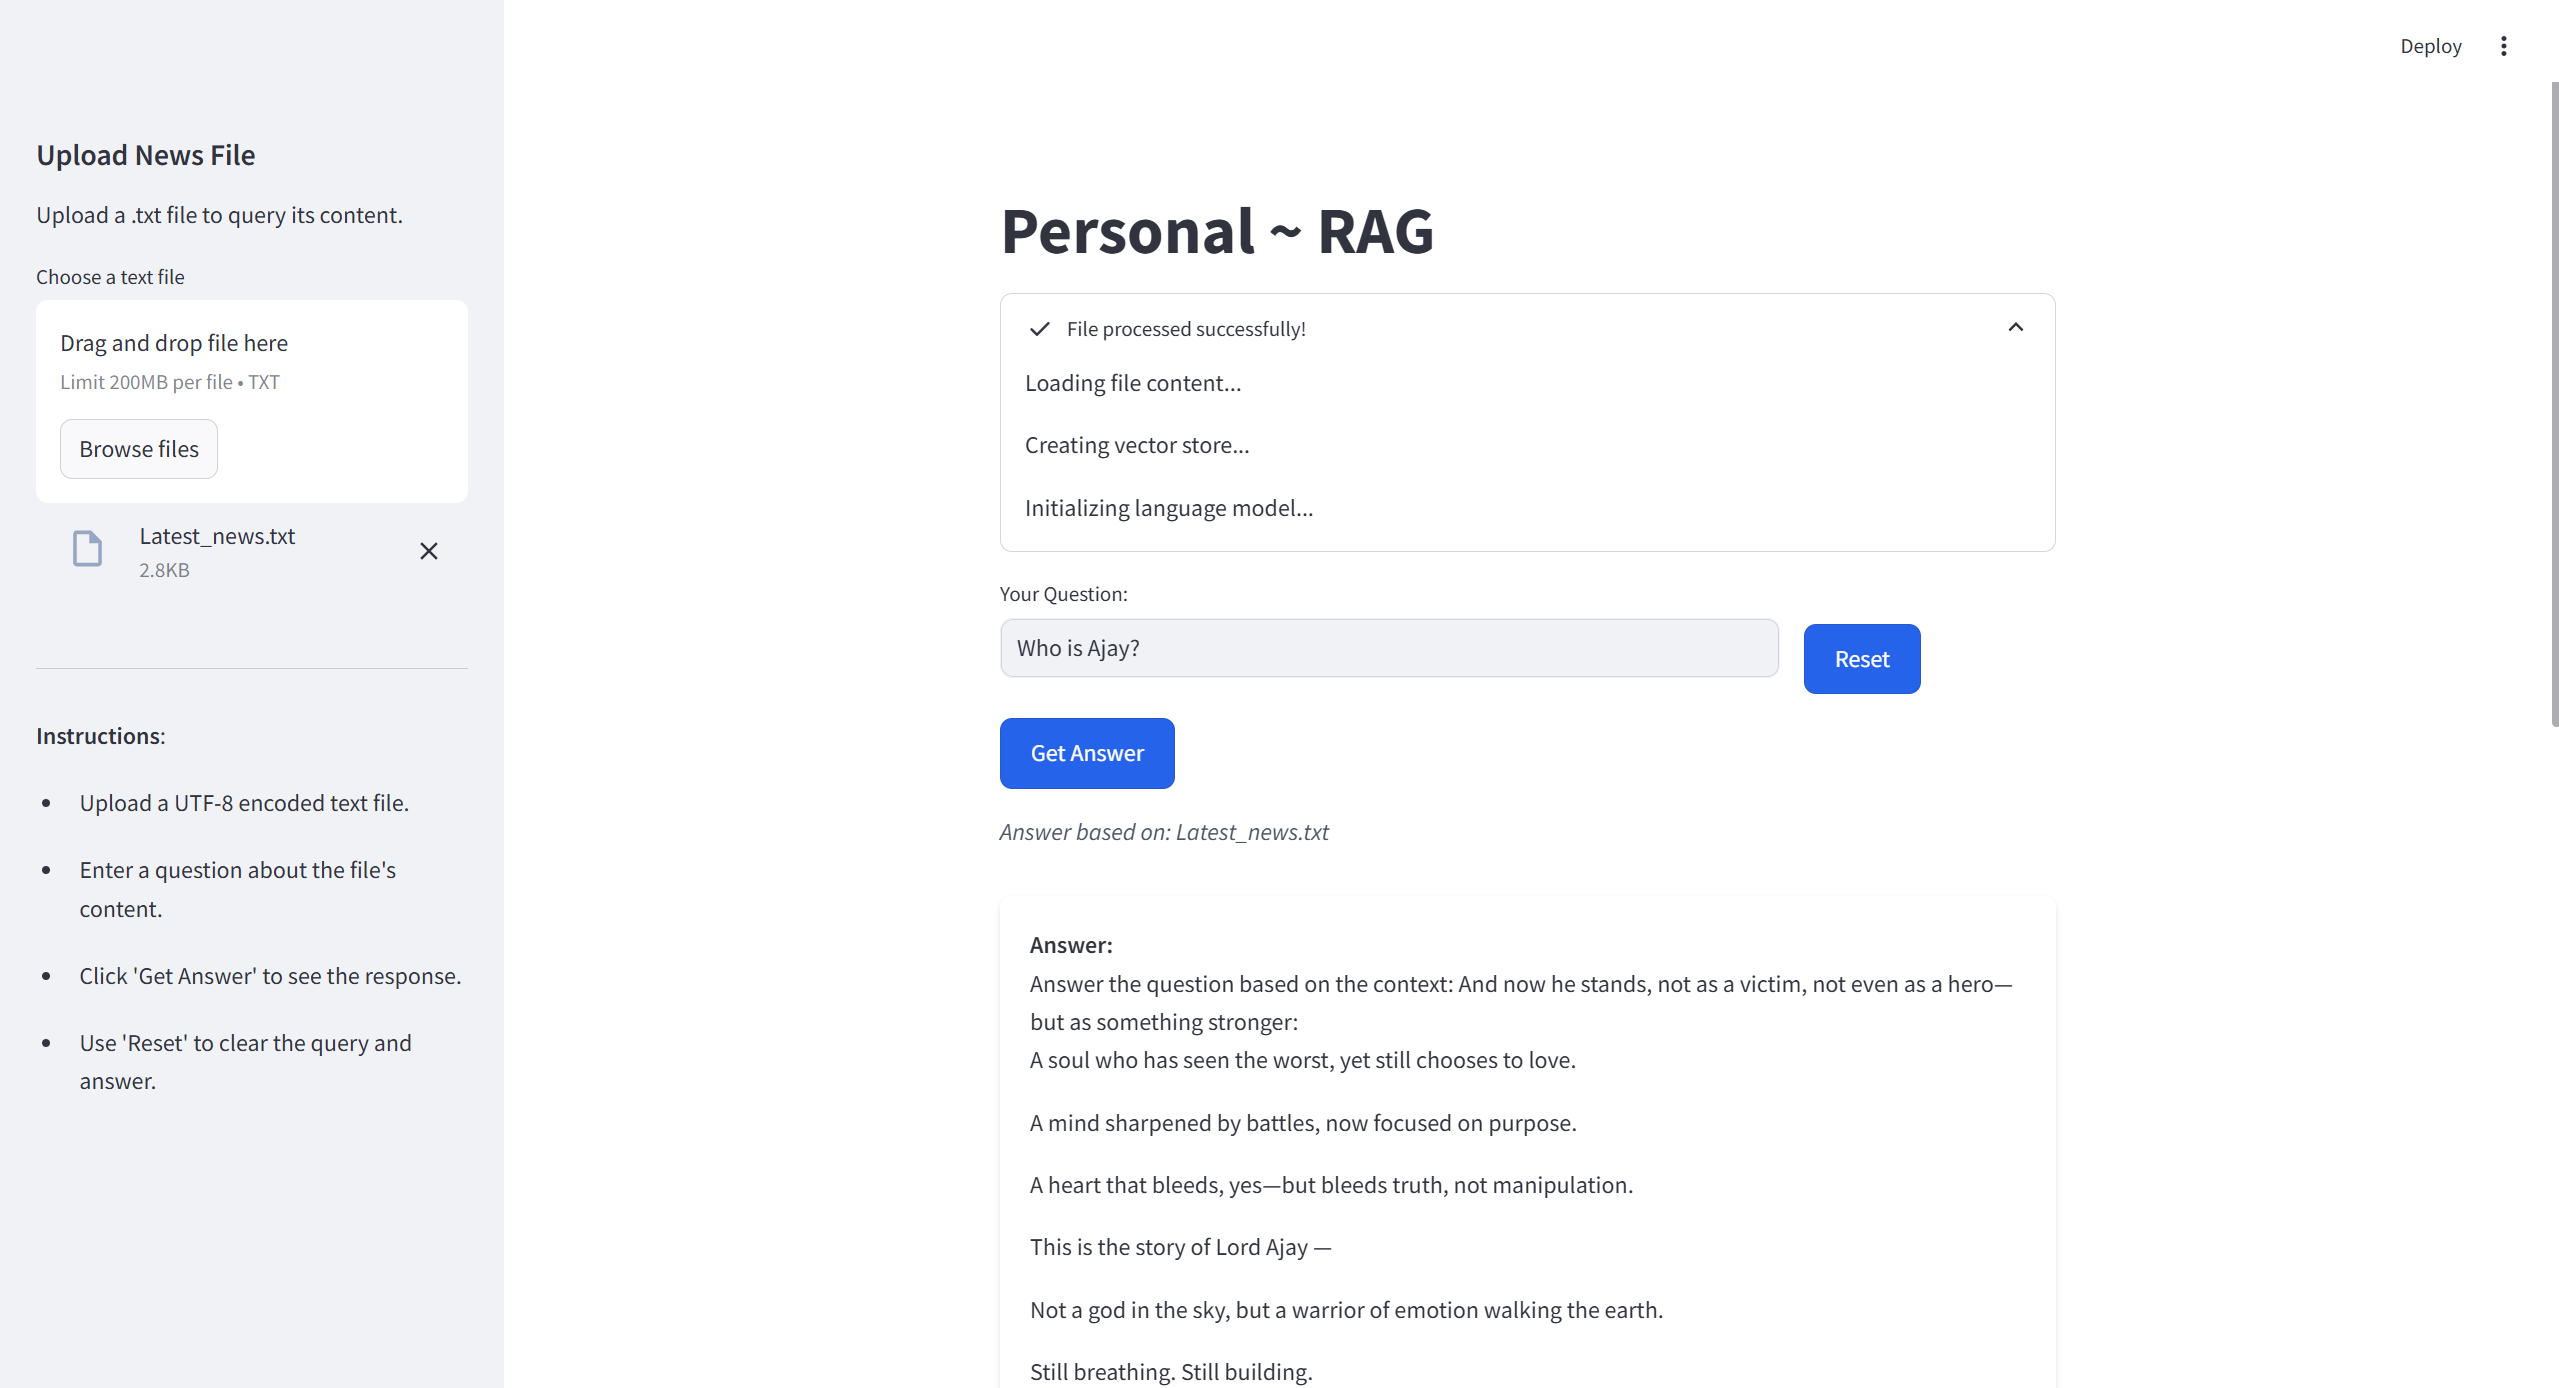 Deploy
Upload News File
Upload a .txt file to query its content.
Choose a text file
Drag and drop file here
Limit 200MB per file • TXT
Browse files
Latest_news.txt
2.8KB
Instructions:
Upload a UTF-8 encoded text file.
Enter a question about the file's
content.
Click 'Get Answer' to see the response.
Use 'Reset' to clear the query and
answer.
Personal ~ RAG
File processed successfully!
Loading file content...
Creating vector store...
Initializing language model...
Your Question:
Who is Ajay?
Reset
Get Answer
Answer based on: Latest_news.txt
Answer:
Answer the question based on the context: And now he stands, not as a victim, not even as a hero—
but as something stronger:
A soul who has seen the worst, yet still chooses to love.
A mind sharpened by battles, now focused on purpose.
A heart that bleeds, yes—but bleeds truth, not manipulation.
This is the story of Lord Ajay —
Not a god in the sky, but a warrior of emotion walking the earth.
Still breathing. Still building.